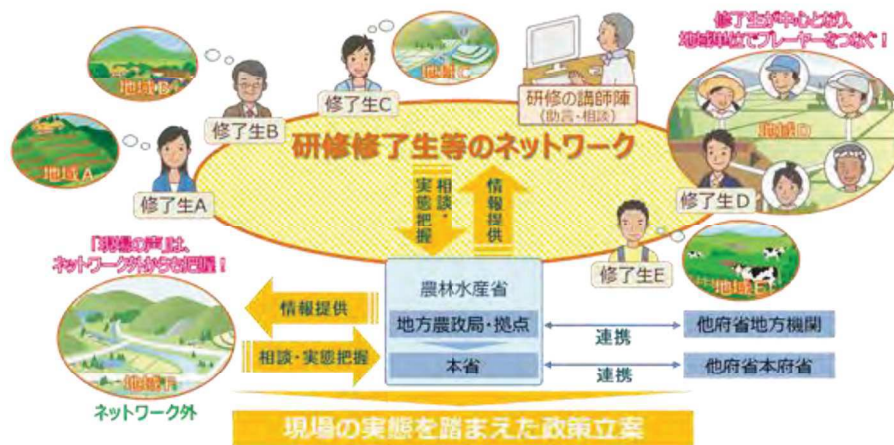 修了生が中心となり、
地域単位でプレーヤーをつなぐ！
地域B
地域C
修了生C
修了生B
研修の講師陣
（助言・相談）
地域D
地域A
修了生A
研修修了生等のネットワーク
修了生D
相談・
実態把握
情報提供
修了生E
地域E
「現場の声」は、
ネットワーク外からも把握！
農林水産省
情報提供
地方農政局・拠点
連携
他府省地方機関
相談・実態把握
本省
連携
他府省本府省
地域F
ネットワーク外
現場の実態を踏まえた政策立案